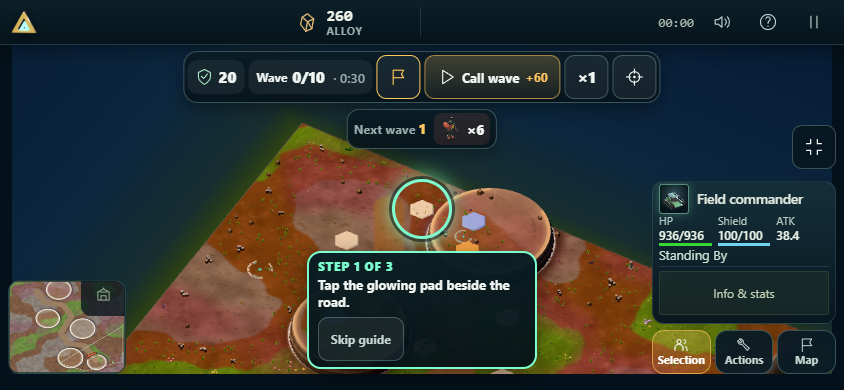 260
ALLOY
00:00
20
Wave 0/10 · 0:30
Call wave +60
×1
Next wave 1 ×6
Field commander
HP Shield ATK
936/936 100/100 38.4
Standing By
Info & stats
STEP 1 OF 3
Tap the glowing pad beside the
road.
Skip guide
Selection Actions Map